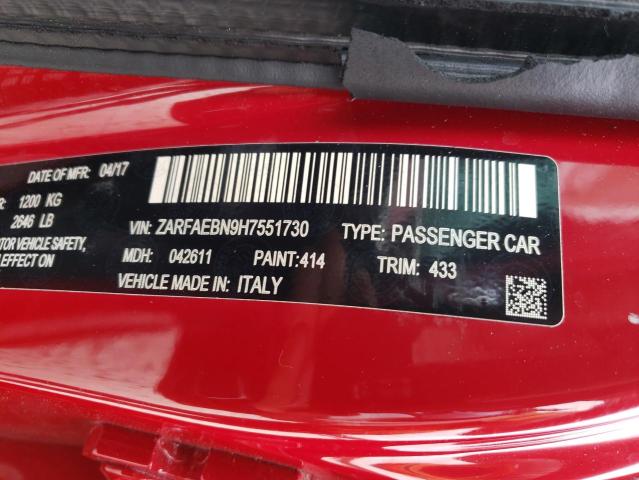 DATE OF MFR: 04/17
R: 1200 KG
2646 LB
TOR VEHICLE SAFETY,
EFFECT ON
VIN: ZARFAEBN9H7551730 TYPE: PASSENGER CAR
MDH: 042611 PAINT: 414 TRIM: 433
VEHICLE MADE IN: ITALY